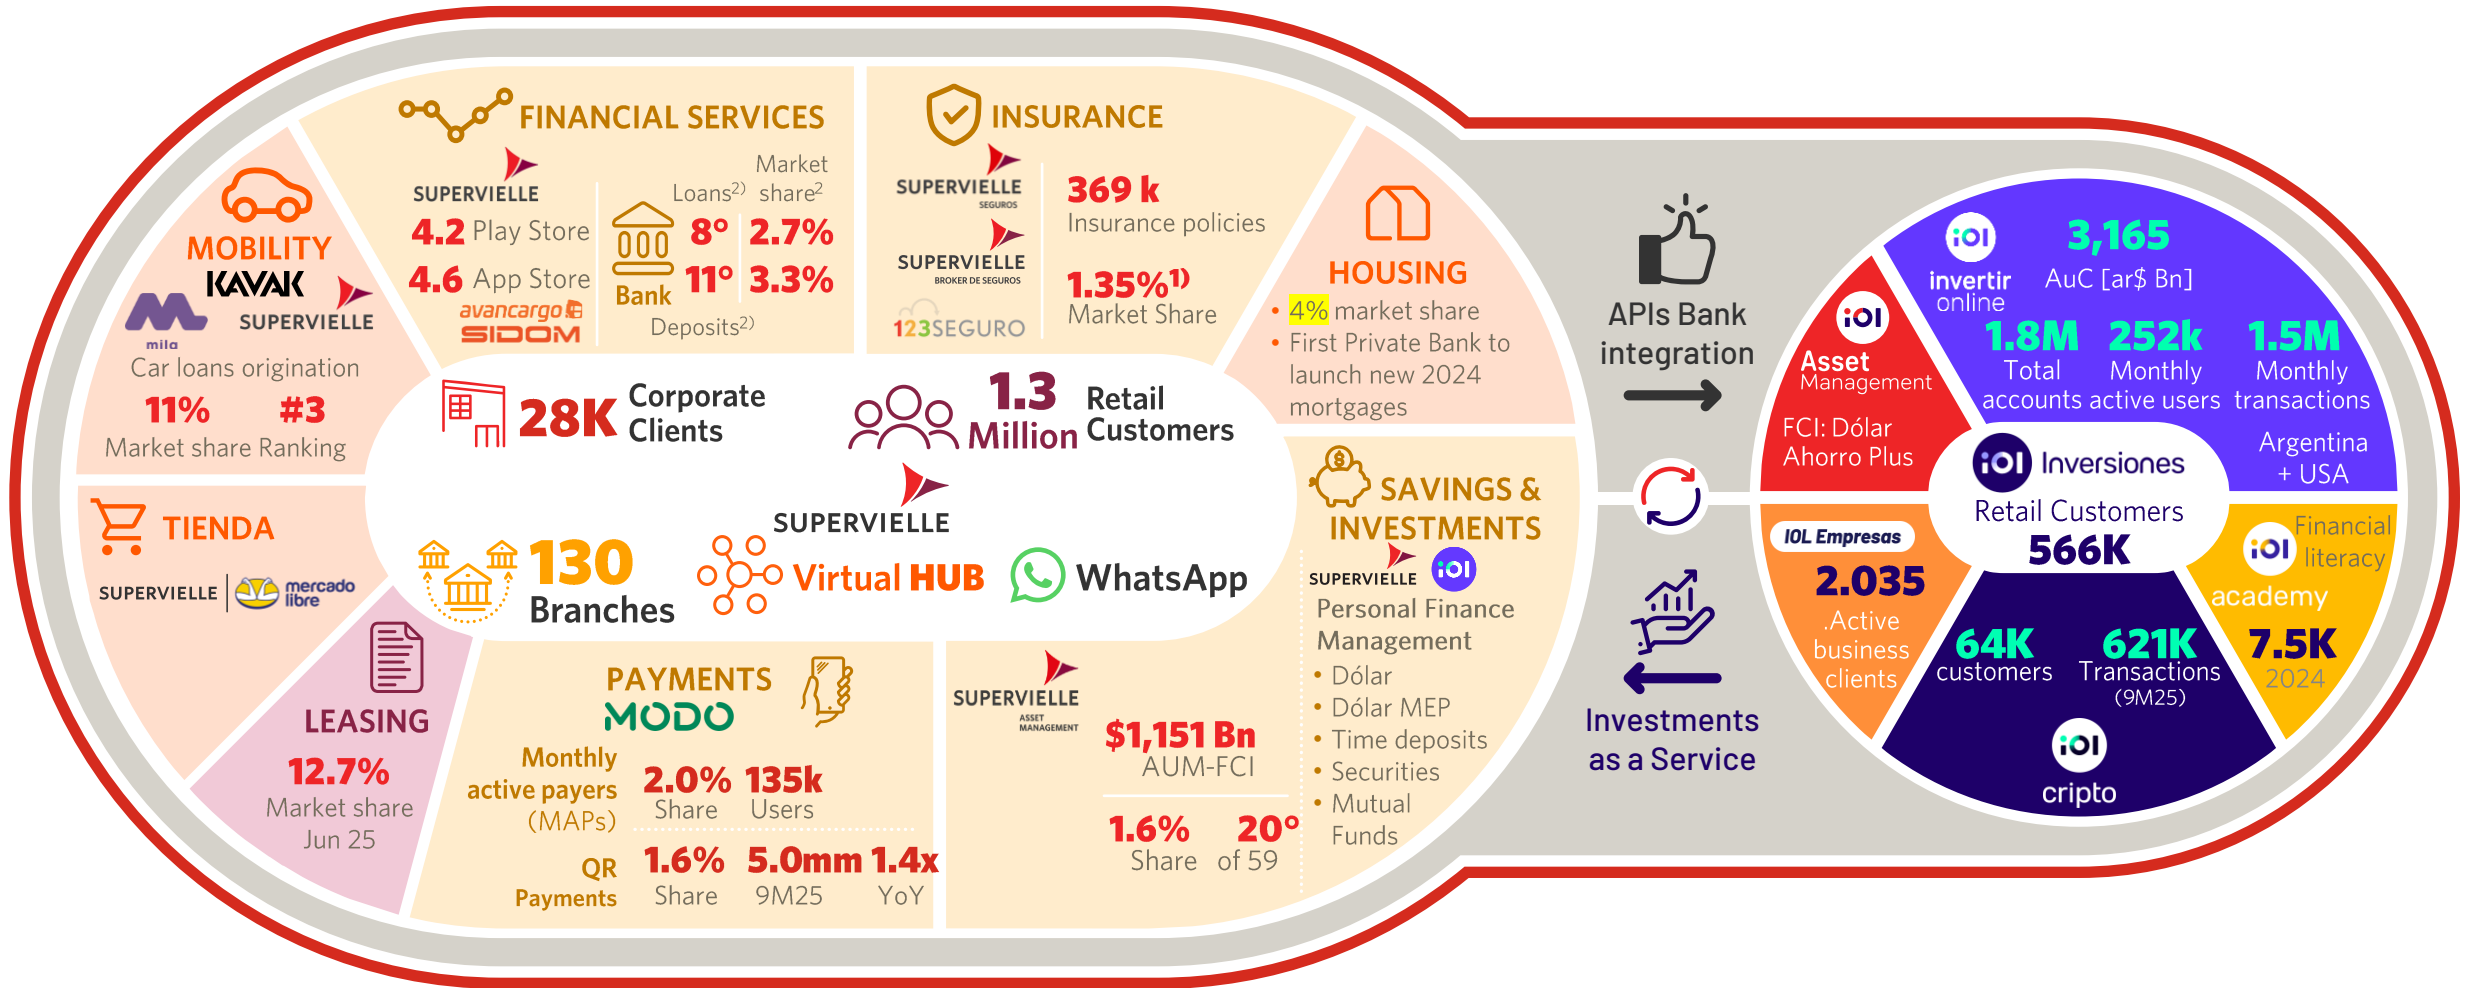 FINANCIAL SERVICES
SUPERVIELLE
4.2 Play Store
4.6 App Store
avancargo
SIDOM
Bank
Loans2)
Market
share2
8° 2.7%
11° 3.3%
Deposits2)
INSURANCE
SUPERVIELLE
SEGUROS
SUPERVIELLE
BROKER DE SEGUROS
123SEGURO
369 k
Insurance policies
1.35%1)
Market Share
MOBILITY
KAVAK
mila
SUPERVIELLE
Car loans origination
11% #3
Market share Ranking
HOUSING
• 4% market share
• First Private Bank to
launch new 2024
mortgages
28K Corporate
Clients
1.3
Million
Retail
Customers
SUPERVIELLE
130
Branches
Virtual HUB
WhatsApp
TIENDA
SUPERVIELLE
mercado
libre
LEASING
12.7%
Market share
Jun 25
PAYMENTS
MODO
Monthly
active payers
(MAPs)
2.0% 135k
Share Users
QR
Payments
1.6% 5.0mm 1.4x
Share 9M25 YoY
SUPERVIELLE
ASSET
MANAGEMENT
$1,151 Bn
AUM-FCI
1.6% 20°
Share of 59
SAVINGS &
INVESTMENTS
SUPERVIELLE
iOl
Personal Finance
Management
• Dólar
• Dólar MEP
• Time deposits
• Securities
• Mutual
Funds
APIs Bank
integration
Investments
as a Service
iOl
invertir
online
3,165
AuC [ar$ Bn]
1.8M 252k 1.5M
Total Monthly Monthly
accounts active users transactions
Argentina
+ USA
iOl
Asset
Management
FCI: Dólar
Ahorro Plus
iOl Inversiones
Retail Customers
566K
IOL Empresas
2.035
.Active
business
clients
64K 621K
customers Transactions
(9M25)
iOl
cripto
Financial
literacy
iOl
academy
7.5K
2024